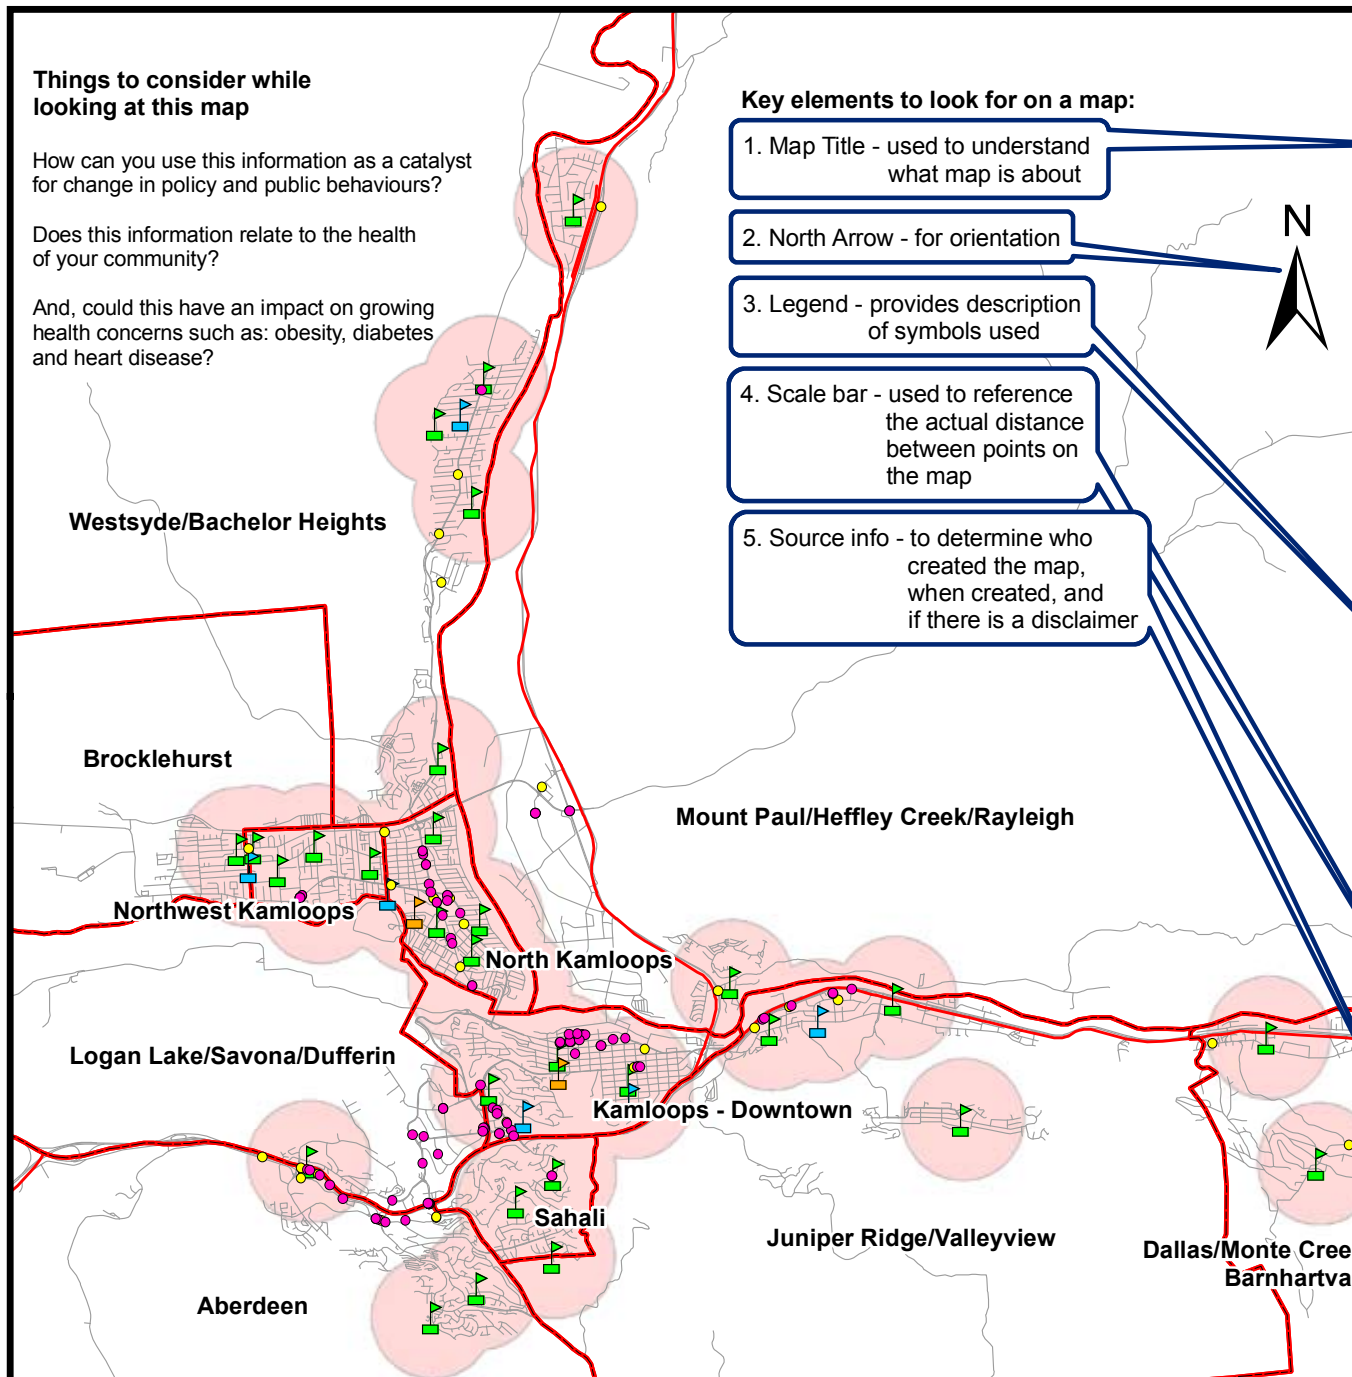 Things to consider while
looking at this map
How can you use this information as a catalyst
for change in policy and public behaviours?
Does this information relate to the health
of your community?
And, could this have an impact on growing
health concerns such as: obesity, diabetes
and heart disease?
Key elements to look for on a map:
1. Map Title - used to understand
what map is about
2. North Arrow - for orientation
3. Legend - provides description
of symbols used
4. Scale bar - used to reference
the actual distance
between points on
the map
5. Source info - to determine who
created the map,
when created, and
if there is a disclaimer
N
Westsyde/Bachelor Heights
Brocklehurst
Mount Paul/Heffley Creek/Rayleigh
Northwest Kamloops
North Kamloops
Logan Lake/Savona/Dufferin
Kamloops - Downtown
Sahali
Juniper Ridge/Valleyview
Dallas/Monte Cree
Barnhartva
Aberdeen